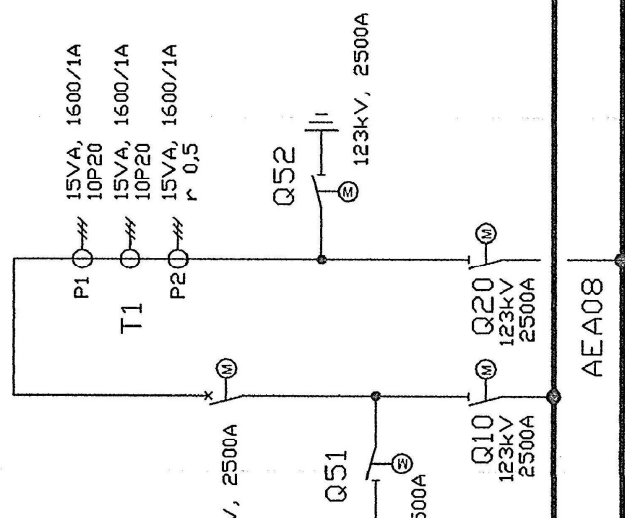 15VA, 1600/1A
10P20
15VA, 1600/1A
10P20
15VA, 1600/1A
r 0,5
P1
T1
P2
Q52
123kV, 2500A
M
M
Q20
123kV
2500A
M
V, 2500A
Q51
M
500A
M
Q10
123kV
2500A
AEA08